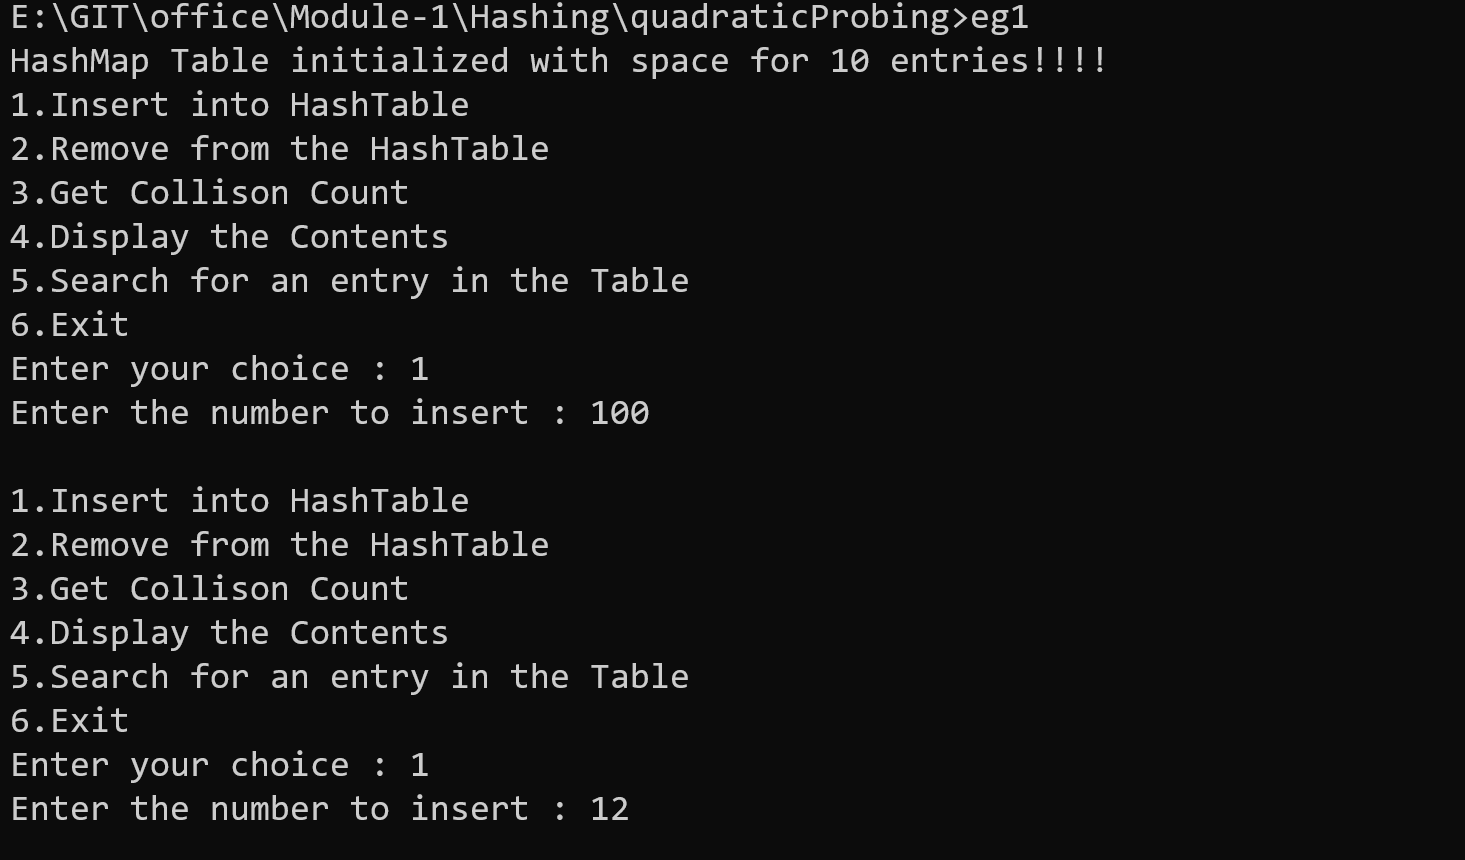 E:\GIT\office\Module-1\Hashing\quadraticProbing>eg1
HashMap Table initialized with space for 10 entries!!!!
1.Insert into HashTable
2.Remove from the HashTable
3.Get Collison Count
4.Display the Contents
5.Search for an entry in the Table
6.Exit
Enter your choice : 1
Enter the number to insert : 100
1.Insert into HashTable
2.Remove from the HashTable
3.Get Collison Count
4.Display the Contents
5.Search for an entry in the Table
6.Exit
Enter your choice : 1
Enter the number to insert : 12